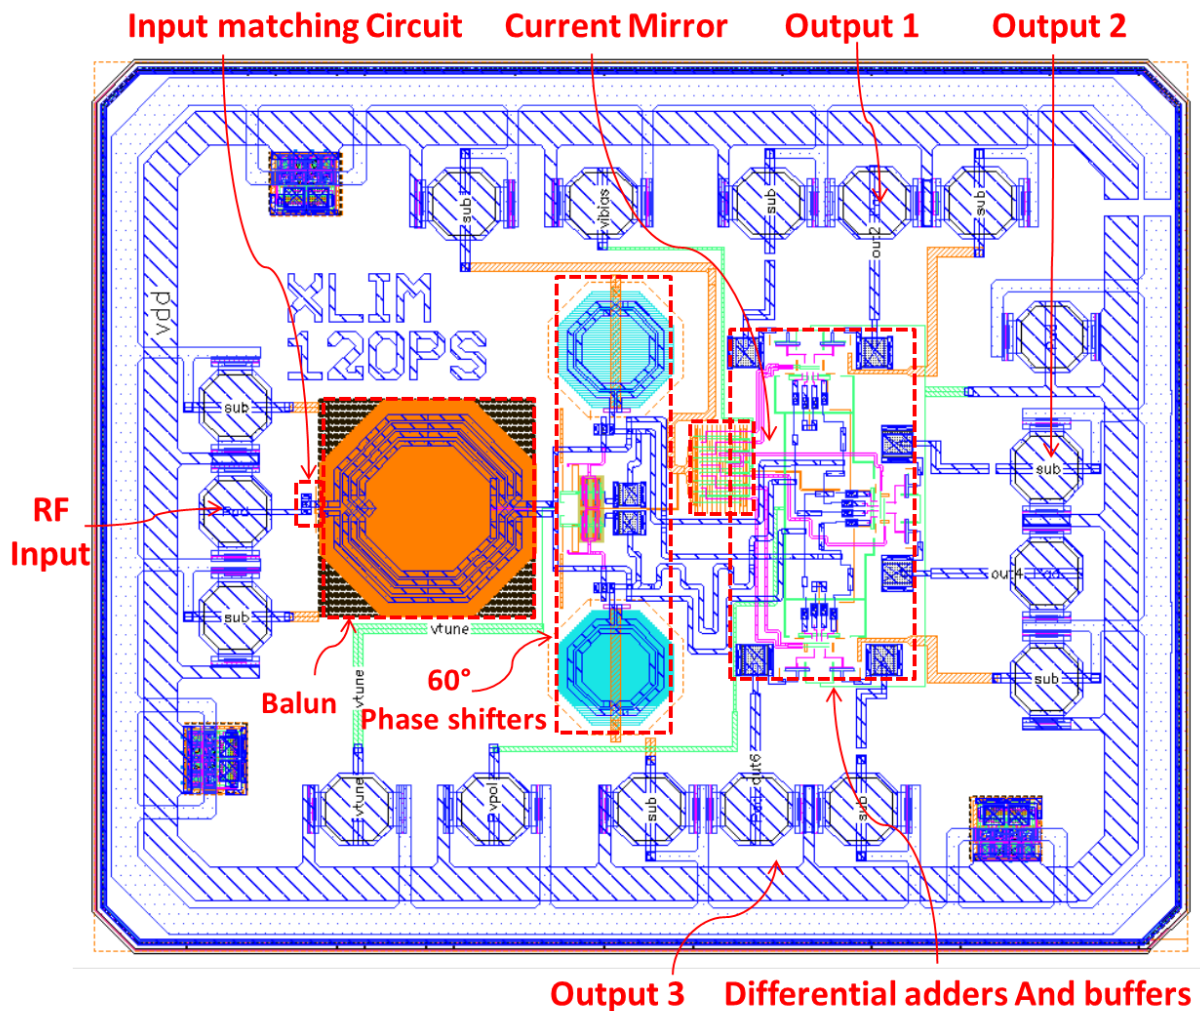 Input matching Circuit
Current Mirror
Output 1
Output 2
sub
vibias
sub
out2
sub
vdd
XLIM
120PS
sub
sub
RF
Input
Pad
out4 Pad
sub
vtune
sub
Balun
vtune
60°
Phase shifters
out6
vtune
vpol
sub
sub
Output 3
Differential adders And buffers